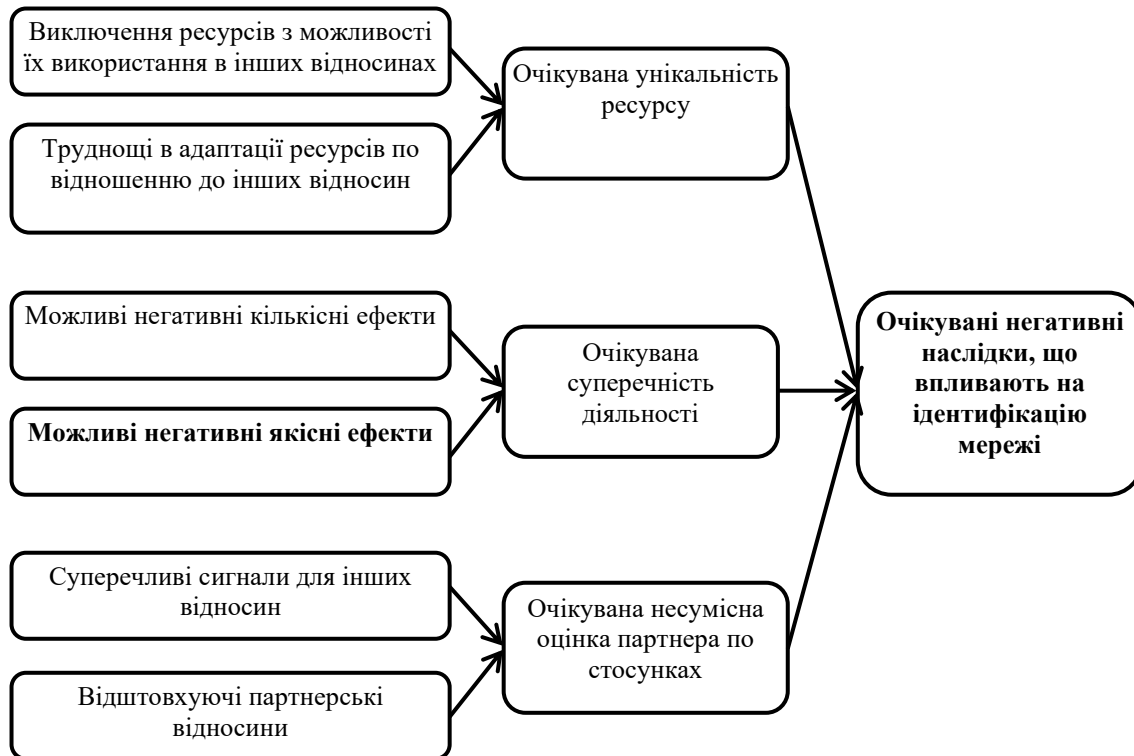 Виключення ресурсів з можливості
їх використання в інших відносинах
Труднощі в адаптації ресурсів по
відношенню до інших відносин
Очікувана унікальність
ресурсу
Можливі негативні кількісні ефекти
Можливі негативні якісні ефекти
Очікувана
суперечність
діяльності
Суперечливі сигнали для інших
відносин
Відштовхуючі партнерські
відносини
Очікувана несумісна
оцінка партнера по
стосунках
Очікувані негативні
наслідки, що
впливають на
ідентифікацію
мережі